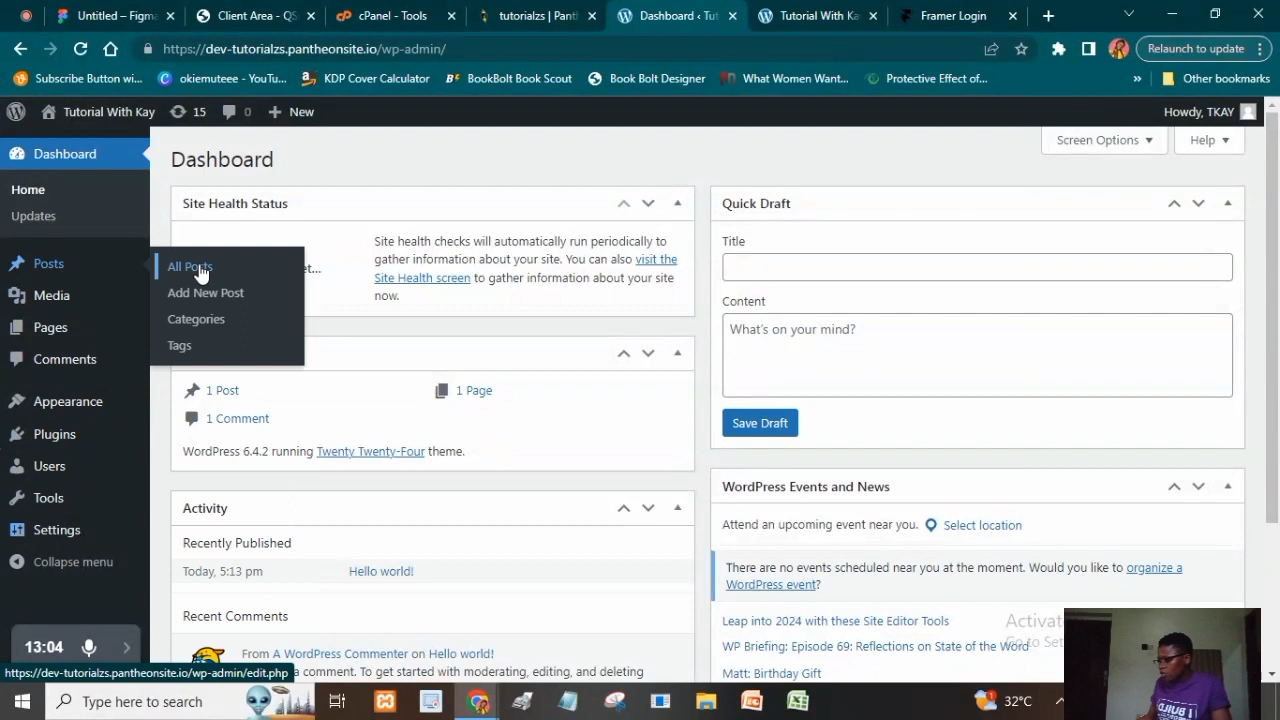 Untitled – Figma
Client Area - QS
cPanel - Tools
tutorialzs | Pant
Dashboard ‹ Tut
Tutorial With Ka
Framer Login
https://dev-tutorialzs.pantheonsite.io/wp-admin/
Relaunch to update
Subscribe Button wi...
okiemuteee - YouTu...
KDP Cover Calculator
BookBolt Book Scout
Book Bolt Designer
What Women Want...
Protective Effect of...
»
Other bookmarks
Tutorial With Kay
15
0
New
Howdy, TKAY
Screen Options
Help
Dashboard
Home
Updates
Posts
Media
Pages
Comments
Appearance
Plugins
Users
Tools
Settings
Collapse menu
All Posts
Add New Post
Categories
Tags
Dashboard
Site Health Status
Site health checks will automatically run periodically to
gather information about your site. You can also visit the
Site Health screen to gather information about your site
now.
1 Post
1 Page
1 Comment
WordPress 6.4.2 running Twenty Twenty-Four theme.
Activity
Recently Published
Today, 5:13 pm
Hello world!
Recent Comments
From A WordPress Commenter on Hello world!
a comment. To get started with moderating, editing, and deleting
Quick Draft
Title
Content
What's on your mind?
Save Draft
WordPress Events and News
Attend an upcoming event near you.
Select location
There are no events scheduled near you at the moment. Would you like to organize a
WordPress event?
Leap into 2024 with these Site Editor Tools
WP Briefing: Episode 69: Reflections on State of the Word
Matt: Birthday Gift
13:04
https://dev-tutorialzs.pantheonsite.io/wp-admin/edit.php
Type here to search
32°C